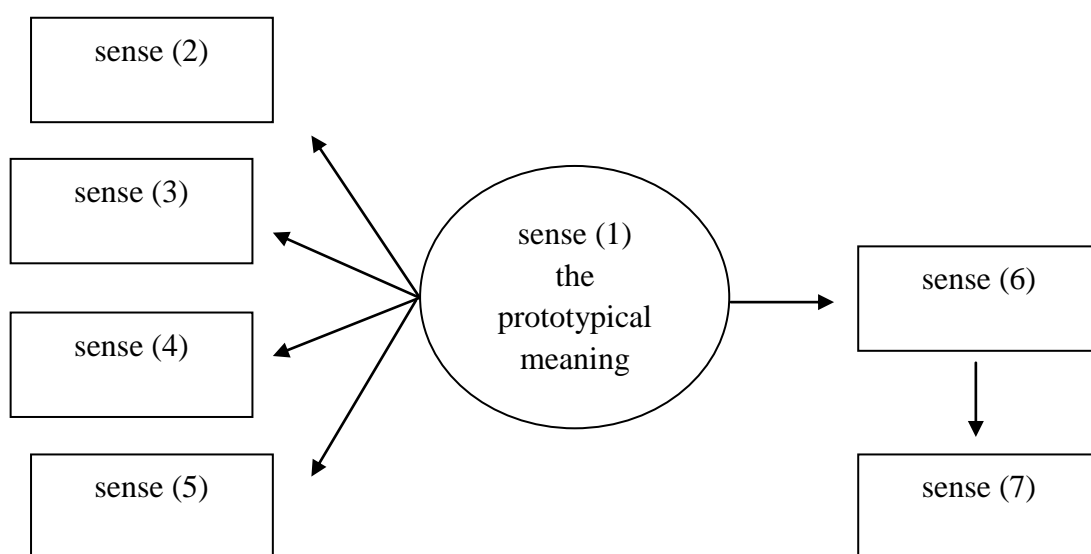 sense (2)
sense (3)
sense (4)
sense (5)
sense (1)
the
prototypical
meaning
sense (6)
sense (7)